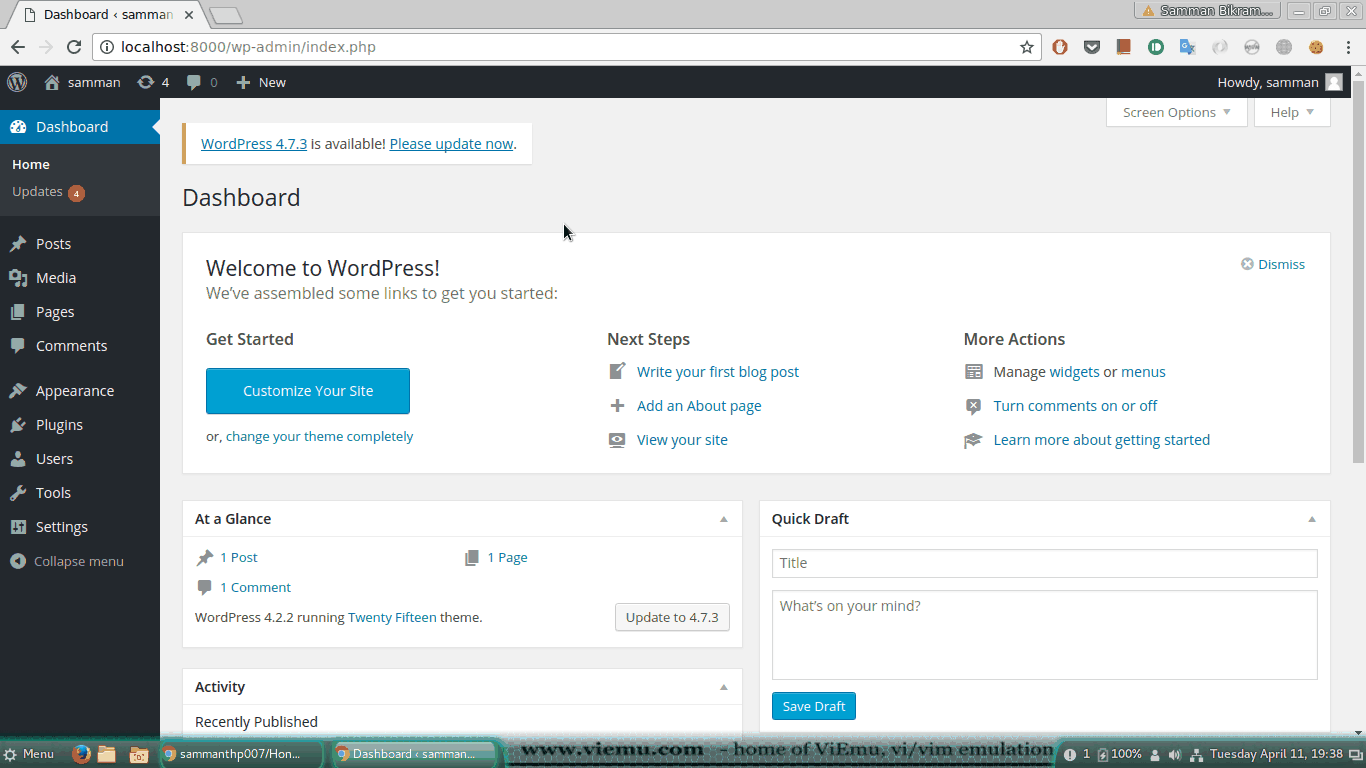 Dashboard ‹ samman
Samman Bikram...
localhost:8000/wp-admin/index.php
samman 4 0 New Howdy, samman
Screen Options Help
Dashboard
Home
Updates 4
Posts
Media
Pages
Comments
Appearance
Plugins
Users
Tools
Settings
Collapse menu
WordPress 4.7.3 is available! Please update now.
Dashboard
Welcome to WordPress!
Dismiss
We've assembled some links to get you started:
Get Started
Customize Your Site
or, change your theme completely
Next Steps
Write your first blog post
Add an About page
View your site
More Actions
Manage widgets or menus
Turn comments on or off
Learn more about getting started
At a Glance
1 Post 1 Page
1 Comment
WordPress 4.2.2 running Twenty Fifteen theme. Update to 4.7.3
Activity
Recently Published
Quick Draft
Title
What's on your mind?
Save Draft
Menu sammanthp007/Hon... Dashboard ‹ samman... www.viemu.com - home of ViEmu, vi/vim emulation 1 100% Tuesday April 11, 19:38